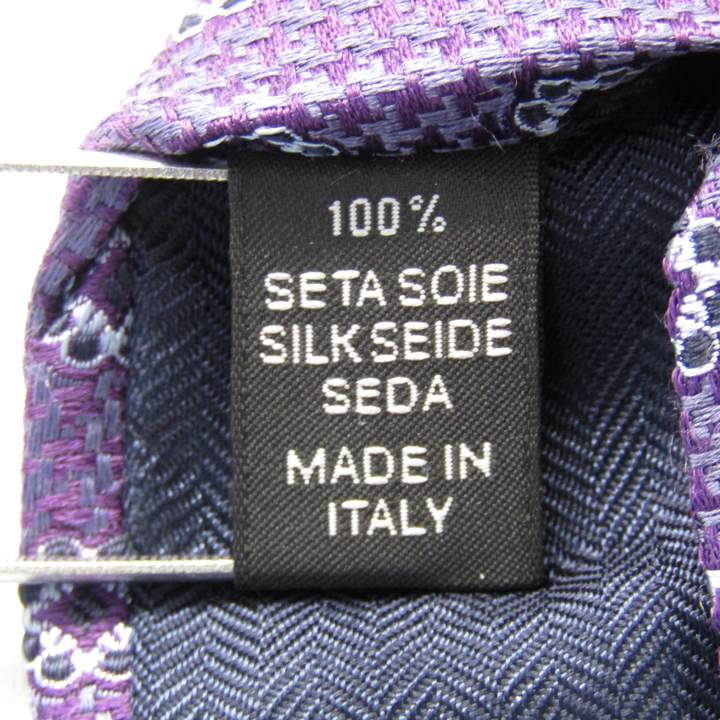 100%
SETA SOIE
SILK SEIDE
SEDA
MADE IN
ITALY